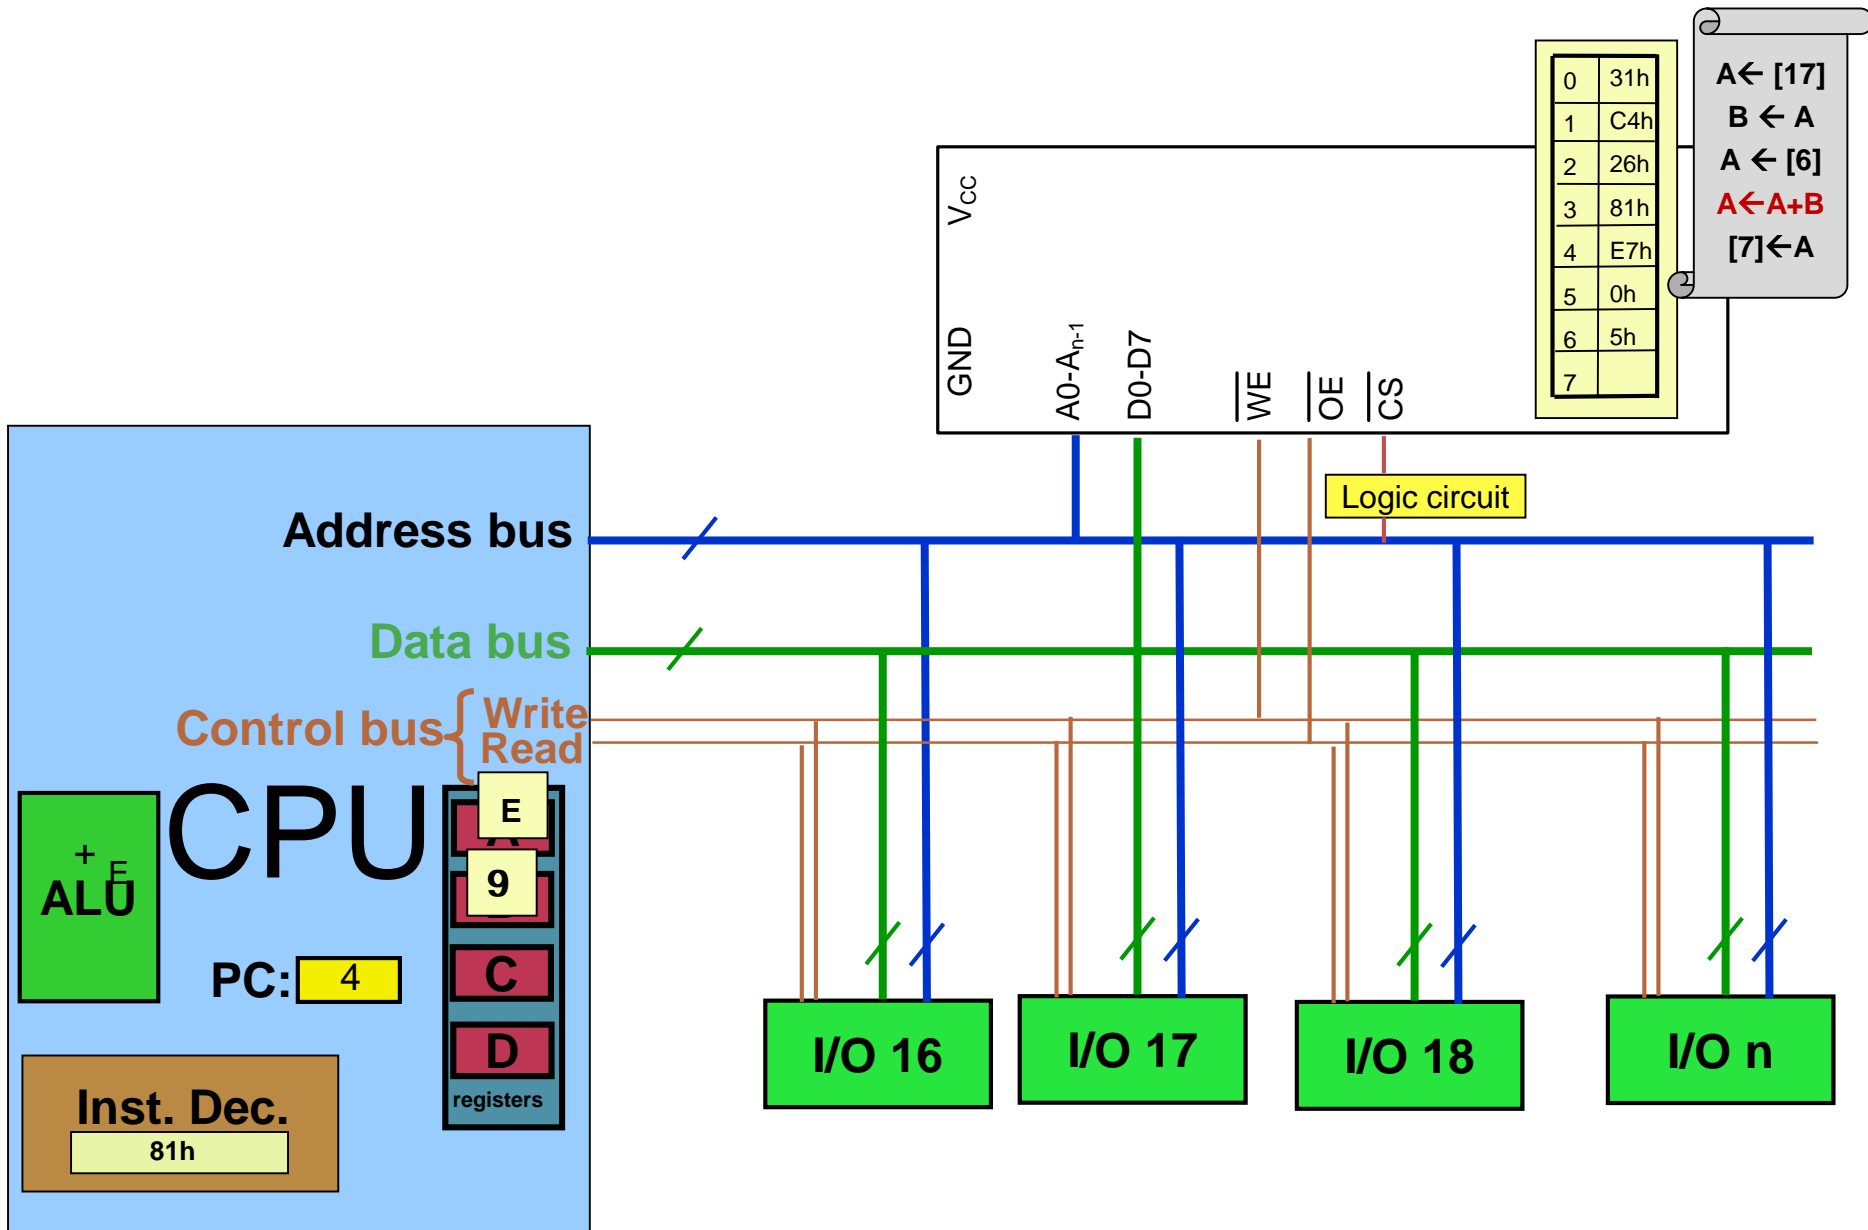 A← [17]
B ← A
A ← [6]
A←A+B
[7]←A
0 31h
1 C4h
2 26h
3 81h
4 E7h
5 0h
6 5h
7
VCC
GND
A0-An-1
D0-D7
WE
OE
CS
Logic circuit
Address bus
Data bus
Control bus
Write
Read
CPU
+
E
ALU
E
9
C
D
registers
PC: 4
Inst. Dec.
81h
I/O 16
I/O 17
I/O 18
I/O n